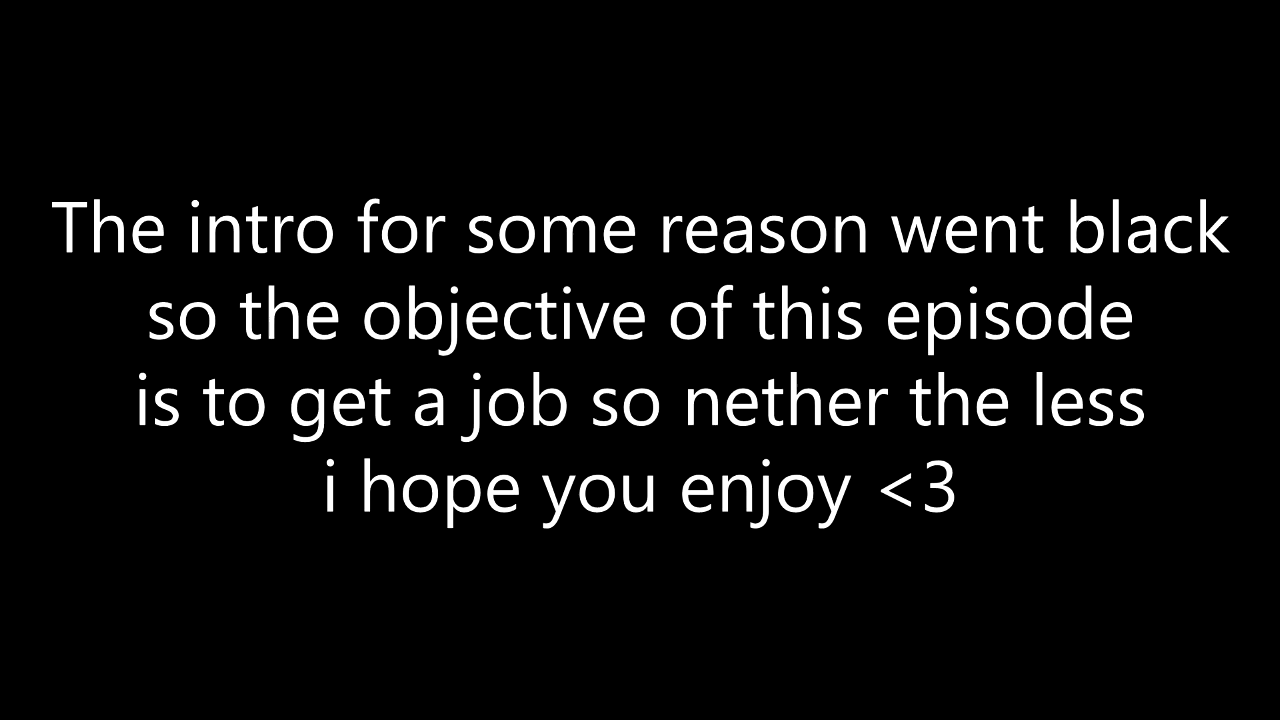 The intro for some reason went black
so the objective of this episode
is to get a job so nether the less
i hope you enjoy <3